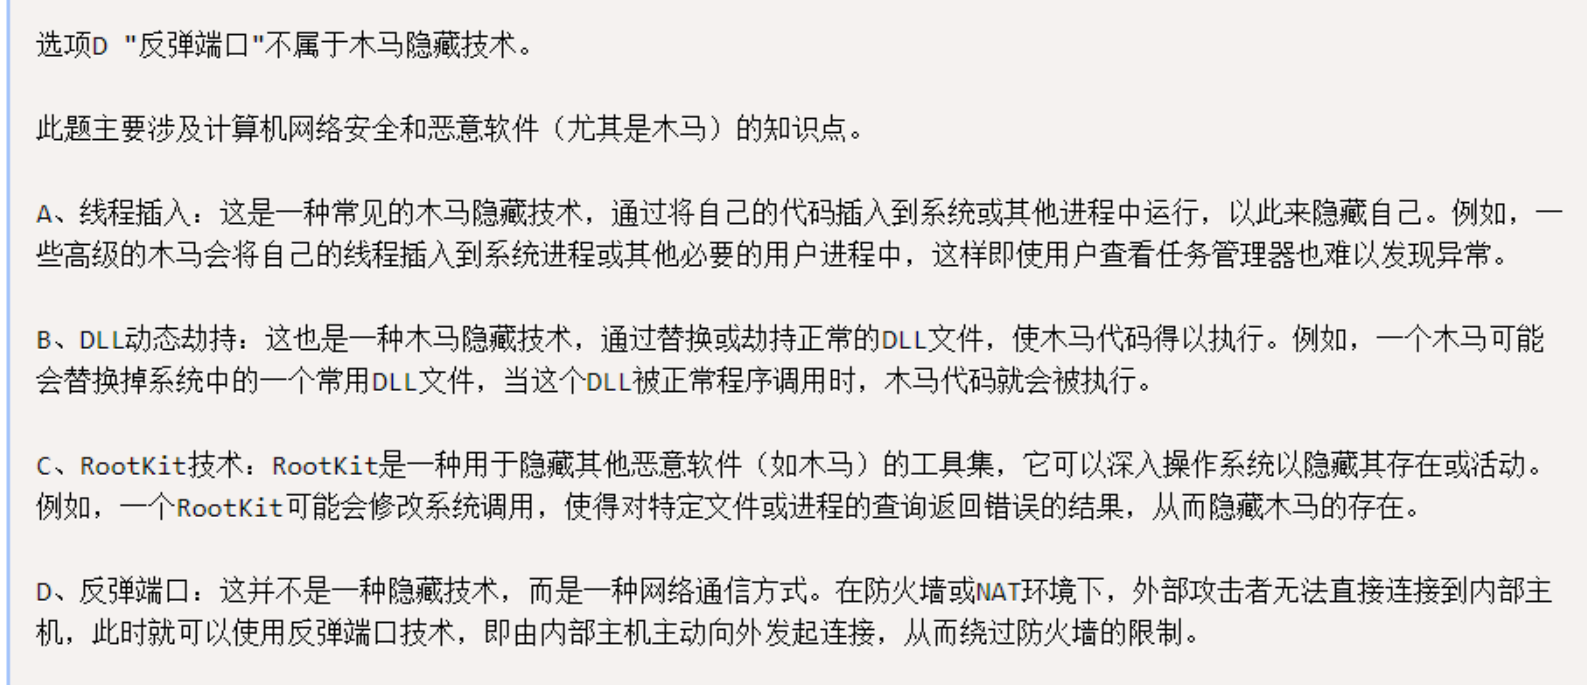 选项D "反弹端口"不属于木马隐藏技术。
此题主要涉及计算机网络安全和恶意软件（尤其是木马）的知识点。
A、线程插入：这是一种常见的木马隐藏技术，通过将自己的代码插入到系统或其他进程中运行，以此来隐藏自己。例如，一
些高级的木马会将自己的线程插入到系统进程或其他必要的用户进程中，这样即使用户查看任务管理器也难以发现异常。
B、DLL动态劫持：这也是一种木马隐藏技术，通过替换或劫持正常的DLL文件，使木马代码得以执行。例如，一个木马可能
会替换掉系统中的一个常用DLL文件，当这个DLL被正常程序调用时，木马代码就会被执行。
C、RootKit技术：RootKit是一种用于隐藏其他恶意软件（如木马）的工具集，它可以深入操作系统以隐藏其存在或活动。
例如，一个RootKit可能会修改系统调用，使得对特定文件或进程的查询返回错误的结果，从而隐藏木马的存在。
D、反弹端口：这并不是一种隐藏技术，而是一种网络通信方式。在防火墙或NAT环境下，外部攻击者无法直接连接到内部主
机，此时就可以使用反弹端口技术，即由内部主机主动向外发起连接，从而绕过防火墙的限制。